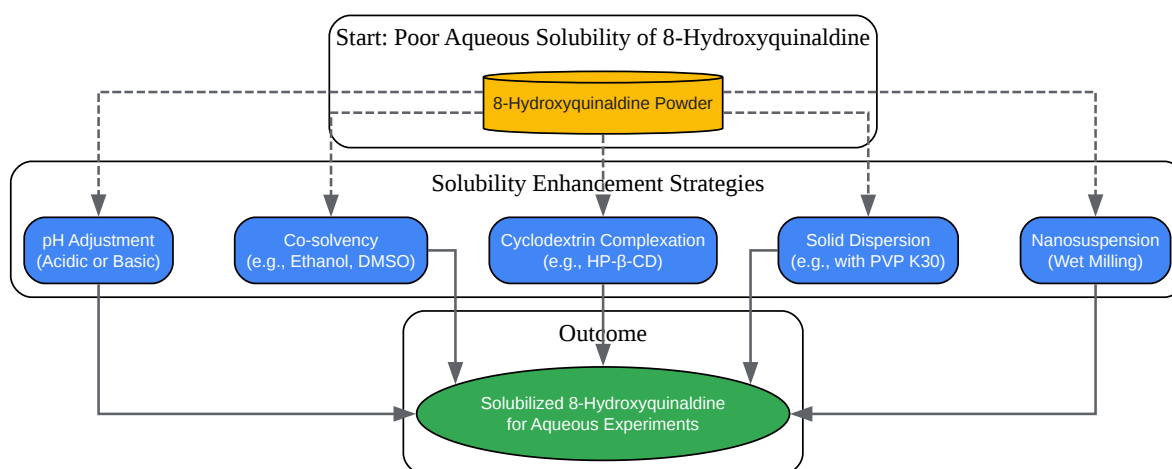 Start: Poor Aqueous Solubility of 8-Hydroxyquinaldine
8-Hydroxyquinaldine Powder
Solubility Enhancement Strategies
pH Adjustment
(Acidic or Basic)
Co-solvency
(e.g., Ethanol, DMSO)
Cyclodextrin Complexation
(e.g., HP-β-CD)
Solid Dispersion
(e.g., with PVP K30)
Nanosuspension
(Wet Milling)
Outcome
Solubilized 8-Hydroxyquinaldine
for Aqueous Experiments